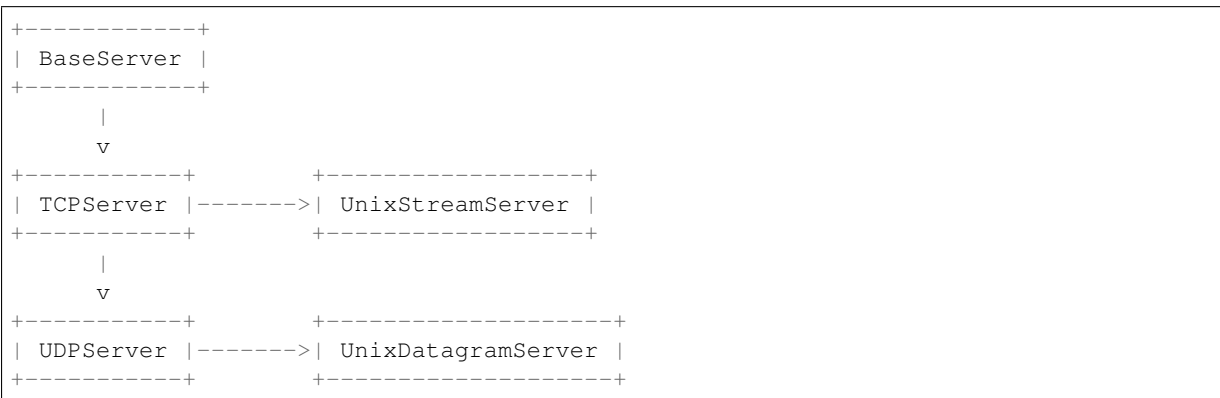 +------------+
| BaseServer |
+------------+
      |
      v
+-----------+        +------------------+
| TCPServer |------->| UnixStreamServer |
+-----------+        +------------------+
      |
      v
+-----------+        +--------------------+
| UDPServer |------->| UnixDatagramServer |
+-----------+        +--------------------+